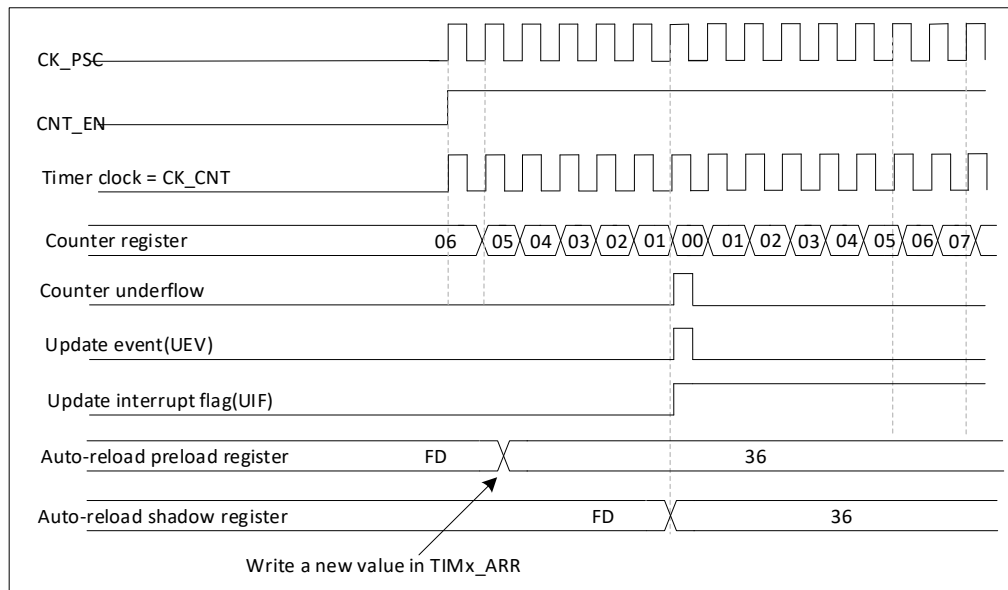 CK_PSC
CNT_EN
Timer clock = CK_CNT
Counter register 06 05 04 03 02 01 00 01 02 03 04 05 06 07
Counter underflow
Update event(UEV)
Update interrupt flag(UIF)
Auto-reload preload register FD 36
Auto-reload shadow register FD 36
Write a new value in TIMx_ARR